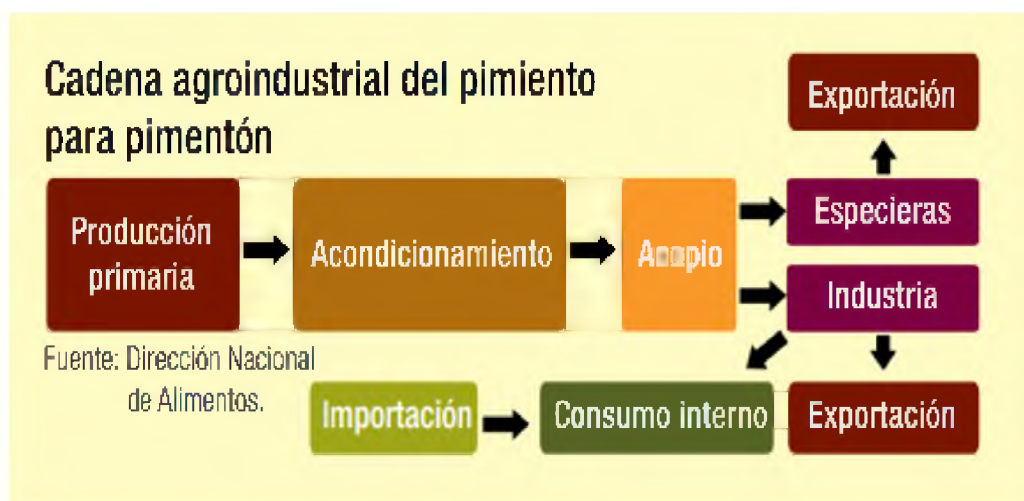 Cadena agroindustrial del pimiento
para pimentón
Exportación
Producción
primaria
Acondicionamiento
Especieras
Industria
Fuente: Dirección Nacional
de Alimentos.
Importación
Consumo interno
Exportación